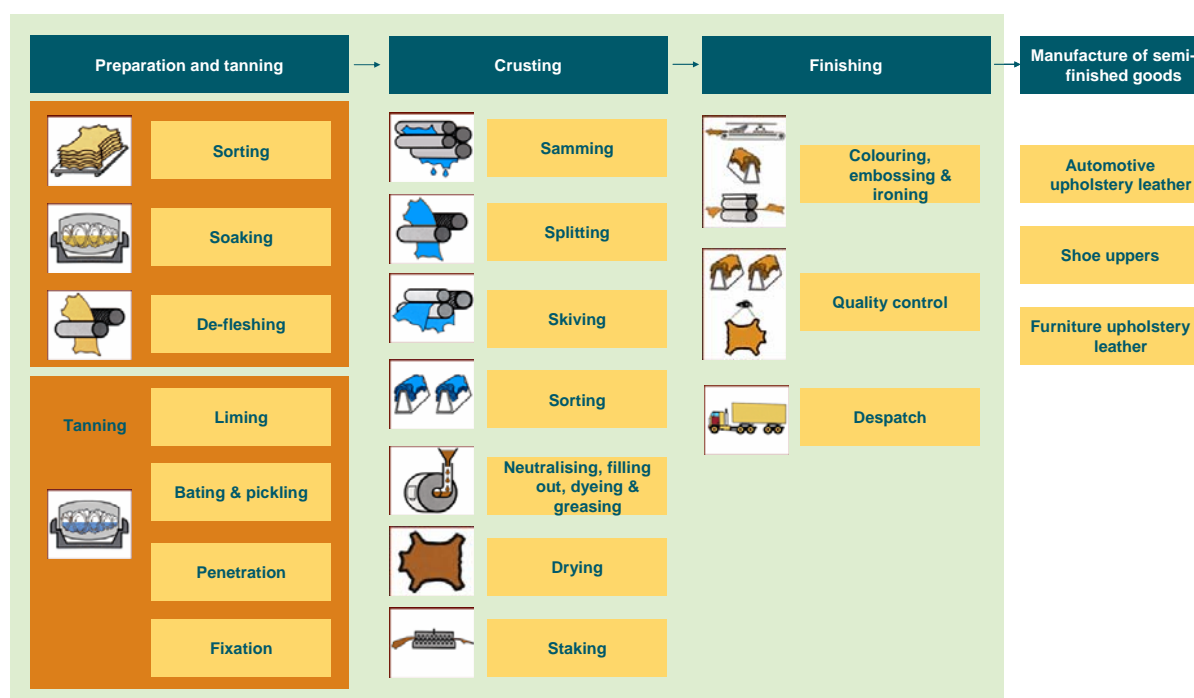 Preparation and tanning
Crusting
Finishing
Manufacture of semi-
finished goods
Sorting
Soaking
De-fleshing
Tanning
Liming
Bating & pickling
Penetration
Fixation
Samming
Splitting
Skiving
Sorting
Neutralising, filling
out, dyeing &
greasing
Drying
Staking
Colouring,
embossing &
ironing
Quality control
Despatch
Automotive
upholstery leather
Shoe uppers
Furniture upholstery
leather